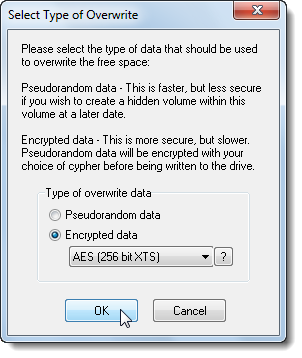 Select Type of Overwrite
Please select the type of data that should be used
to overwrite the free space:
Pseudorandom data - This is faster, but less secure
if you wish to create a hidden volume within this
volume at a later date.
Encrypted data - This is more secure, but slower.
Pseudorandom data will be encrypted with your
choice of cypher before being written to the drive.
Type of overwrite data
Pseudorandom data
Encrypted data
AES (256 bit XTS)
?
OK
Cancel